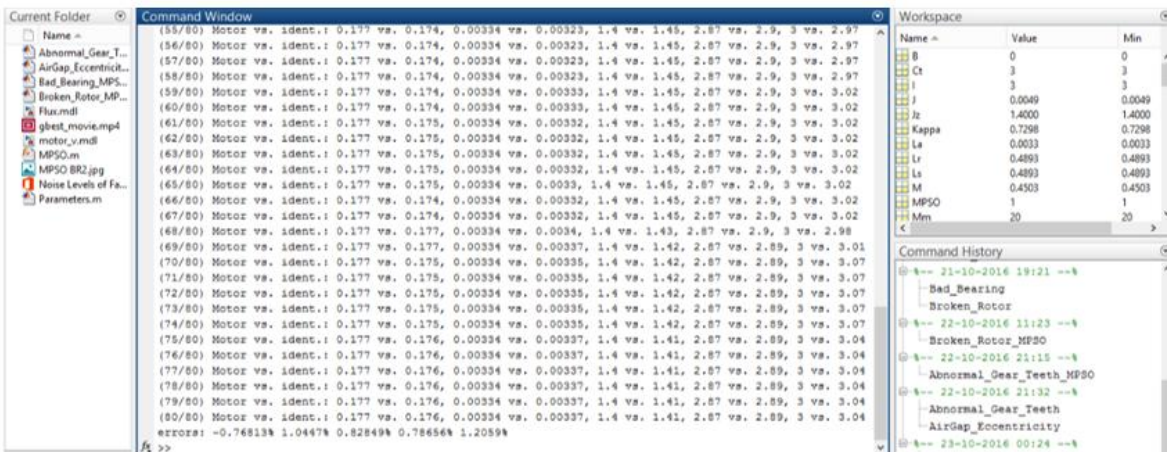 Current Folder
Name
Abnormal_Gear_T...
AirGap_Eccentricit...
Bad_Bearing_MPS...
Broken_Rotor_MP...
Flux.mdl
gbest_movie.mp4
motor_v.mdl
MPSO.m
MPSO BR2.jpg
Noise Levels of Fa...
Parameters.m
Command Window
(55/80) Motor vs. ident.: 0.177 vs. 0.174, 0.00334 vs. 0.00323, 1.4 vs. 1.45, 2.87 vs. 2.9, 3 vs. 2.97
(56/80) Motor vs. ident.: 0.177 vs. 0.174, 0.00334 vs. 0.00323, 1.4 vs. 1.45, 2.87 vs. 2.9, 3 vs. 2.97
(57/80) Motor vs. ident.: 0.177 vs. 0.174, 0.00334 vs. 0.00323, 1.4 vs. 1.45, 2.87 vs. 2.9, 3 vs. 2.97
(58/80) Motor vs. ident.: 0.177 vs. 0.174, 0.00334 vs. 0.00323, 1.4 vs. 1.45, 2.87 vs. 2.9, 3 vs. 2.97
(59/80) Motor vs. ident.: 0.177 vs. 0.174, 0.00334 vs. 0.00333, 1.4 vs. 1.45, 2.87 vs. 2.9, 3 vs. 3.02
(60/80) Motor vs. ident.: 0.177 vs. 0.174, 0.00334 vs. 0.00333, 1.4 vs. 1.45, 2.87 vs. 2.9, 3 vs. 3.02
(61/80) Motor vs. ident.: 0.177 vs. 0.175, 0.00334 vs. 0.00332, 1.4 vs. 1.45, 2.87 vs. 2.9, 3 vs. 3.02
(62/80) Motor vs. ident.: 0.177 vs. 0.175, 0.00334 vs. 0.00332, 1.4 vs. 1.45, 2.87 vs. 2.9, 3 vs. 3.02
(63/80) Motor vs. ident.: 0.177 vs. 0.175, 0.00334 vs. 0.00332, 1.4 vs. 1.45, 2.87 vs. 2.9, 3 vs. 3.02
(64/80) Motor vs. ident.: 0.177 vs. 0.175, 0.00334 vs. 0.00332, 1.4 vs. 1.45, 2.87 vs. 2.9, 3 vs. 3.02
(65/80) Motor vs. ident.: 0.177 vs. 0.175, 0.00334 vs. 0.0033, 1.4 vs. 1.45, 2.87 vs. 2.9, 3 vs. 3.02
(66/80) Motor vs. ident.: 0.177 vs. 0.174, 0.00334 vs. 0.00332, 1.4 vs. 1.45, 2.87 vs. 2.9, 3 vs. 3.02
(67/80) Motor vs. ident.: 0.177 vs. 0.174, 0.00334 vs. 0.00332, 1.4 vs. 1.45, 2.87 vs. 2.9, 3 vs. 3.02
(68/80) Motor vs. ident.: 0.177 vs. 0.177, 0.00334 vs. 0.0034, 1.4 vs. 1.43, 2.87 vs. 2.9, 3 vs. 2.98
(69/80) Motor vs. ident.: 0.177 vs. 0.177, 0.00334 vs. 0.00337, 1.4 vs. 1.42, 2.87 vs. 2.89, 3 vs. 3.01
(70/80) Motor vs. ident.: 0.177 vs. 0.175, 0.00334 vs. 0.00335, 1.4 vs. 1.42, 2.87 vs. 2.89, 3 vs. 3.07
(71/80) Motor vs. ident.: 0.177 vs. 0.175, 0.00334 vs. 0.00335, 1.4 vs. 1.42, 2.87 vs. 2.89, 3 vs. 3.07
(72/80) Motor vs. ident.: 0.177 vs. 0.175, 0.00334 vs. 0.00335, 1.4 vs. 1.42, 2.87 vs. 2.89, 3 vs. 3.07
(73/80) Motor vs. ident.: 0.177 vs. 0.175, 0.00334 vs. 0.00335, 1.4 vs. 1.42, 2.87 vs. 2.89, 3 vs. 3.07
(74/80) Motor vs. ident.: 0.177 vs. 0.175, 0.00334 vs. 0.00335, 1.4 vs. 1.42, 2.87 vs. 2.89, 3 vs. 3.07
(75/80) Motor vs. ident.: 0.177 vs. 0.176, 0.00334 vs. 0.00337, 1.4 vs. 1.41, 2.87 vs. 2.89, 3 vs. 3.04
(76/80) Motor vs. ident.: 0.177 vs. 0.176, 0.00334 vs. 0.00337, 1.4 vs. 1.41, 2.87 vs. 2.89, 3 vs. 3.04
(77/80) Motor vs. ident.: 0.177 vs. 0.176, 0.00334 vs. 0.00337, 1.4 vs. 1.41, 2.87 vs. 2.89, 3 vs. 3.04
(78/80) Motor vs. ident.: 0.177 vs. 0.176, 0.00334 vs. 0.00337, 1.4 vs. 1.41, 2.87 vs. 2.89, 3 vs. 3.04
(79/80) Motor vs. ident.: 0.177 vs. 0.176, 0.00334 vs. 0.00337, 1.4 vs. 1.41, 2.87 vs. 2.89, 3 vs. 3.04
(80/80) Motor vs. ident.: 0.177 vs. 0.176, 0.00334 vs. 0.00337, 1.4 vs. 1.41, 2.87 vs. 2.89, 3 vs. 3.04
errors: -0.76813% 1.0447% 0.82849% 0.78656% 1.2059%
fx >>
Workspace
Name Value Min
B 0 0
Ct 3 3
I 3 3
J 0.0049 0.0049
Jz 1.4000 1.4000
Kappa 0.7298 0.7298
La 0.0033 0.0033
Lr 0.4893 0.4893
Ls 0.4893 0.4893
M 0.4503 0.4503
MPSO 1 1
Mm 20 20
Command History
%-- 21-10-2016 19:21 --%
Bad_Bearing
Broken_Rotor
%-- 22-10-2016 11:23 --%
Broken_Rotor_MPSO
%-- 22-10-2016 21:15 --%
Abnormal_Gear_Teeth_MPSO
%-- 22-10-2016 21:32 --%
Abnormal_Gear_Teeth
AirGap_Eccentricity
%-- 23-10-2016 00:24 --%